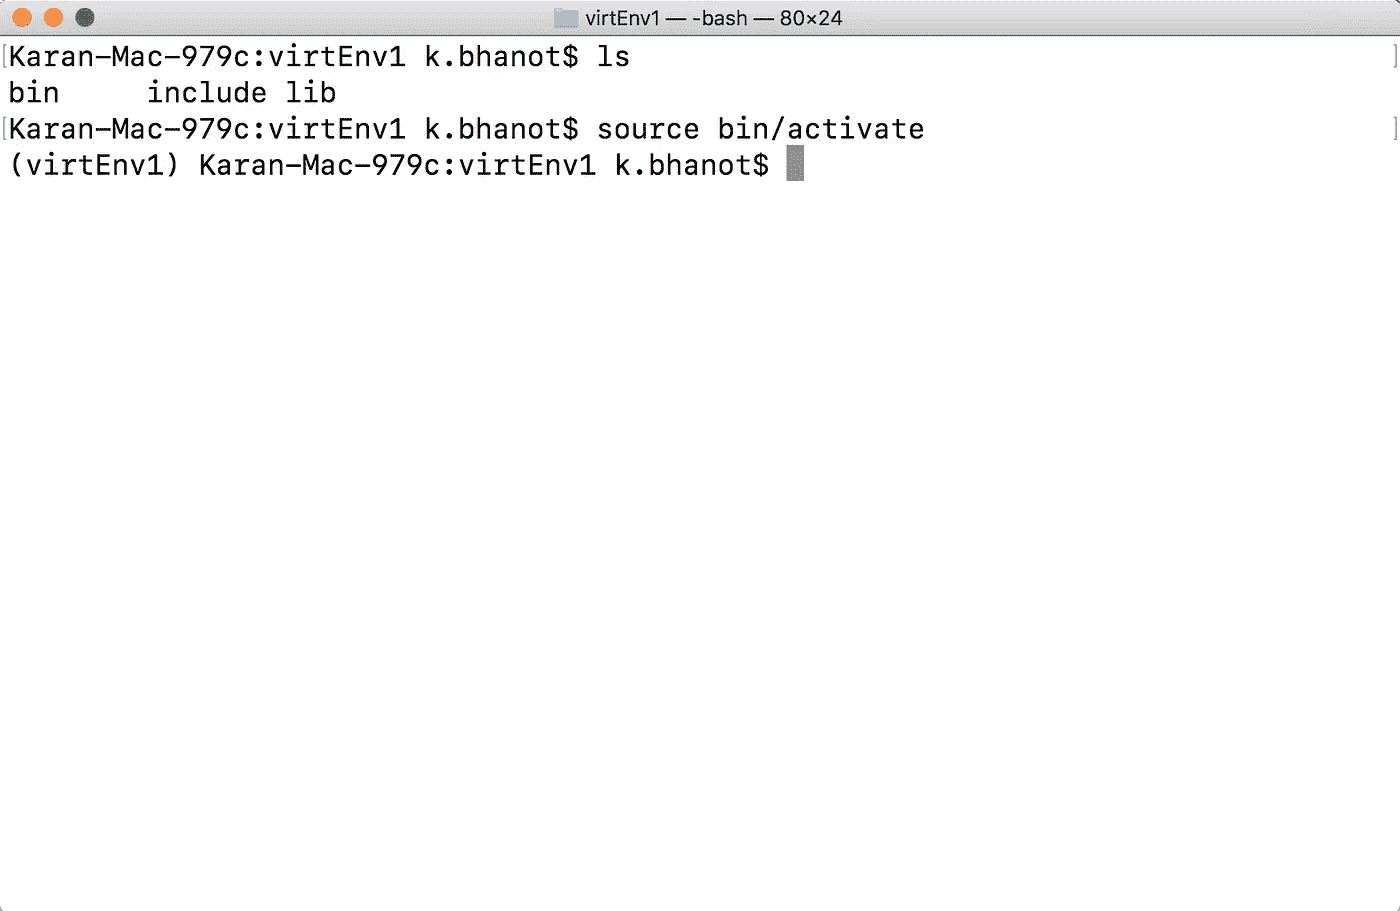 virtEnv1 — -bash — 80×24
[Karan-Mac-979c:virtEnv1 k.bhanot$ ls ]
bin include lib
[Karan-Mac-979c:virtEnv1 k.bhanot$ source bin/activate ]
(virtEnv1) Karan-Mac-979c:virtEnv1 k.bhanot$